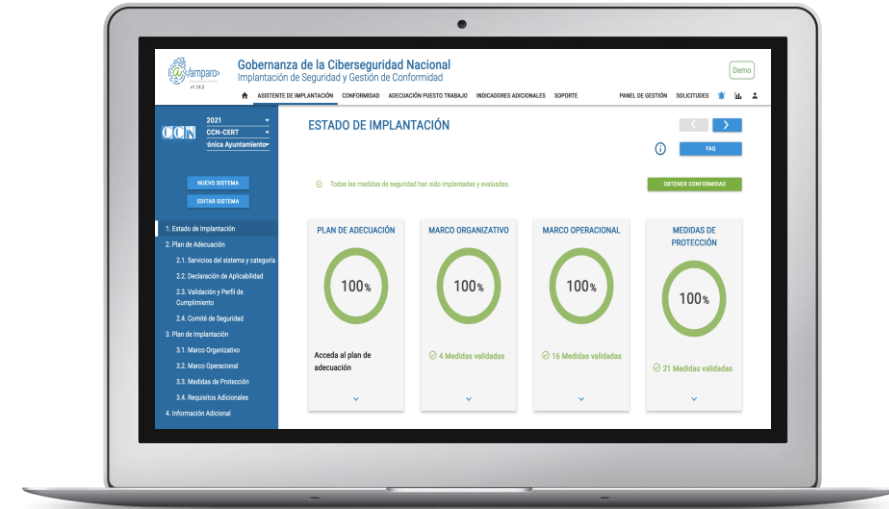 amparo
Gobernanza de la Ciberseguridad Nacional
Implantación de Seguridad y Gestión de Conformidad
Demo
ASISTENTE DE IMPLANTACIÓN CONFORMIDAD ADECUACIÓN PUESTO TRABAJO INDICADORES ADICIONALES SOPORTE PANEL DE GESTIÓN SOLICITUDES
CCN
2021
CCN-CERT
ónica Ayuntamiento
NUEVO SISTEMA
EDITAR SISTEMA
1. Estado de Implantación
2. Plan de Adecuación
2.1. Servicios del sistema y categoría
2.2. Declaración de Aplicabilidad
2.3. Validación y Perfil de
Cumplimiento
2.4. Comité de Seguridad
3. Plan de Implantación
3.1. Marco Organizativo
3.2. Marco Operacional
3.3. Medidas de Protección
3.4. Requisitos Adicionales
4. Información Adicional
ESTADO DE IMPLANTACIÓN
FAQ
Todas las medidas de seguridad han sido implantadas y evaluadas.
OBTENER CONFORMIDAD
PLAN DE ADECUACIÓN
100%
Acceda al plan de
adecuación
MARCO ORGANIZATIVO
100%
4 Medidas validadas
MARCO OPERACIONAL
100%
16 Medidas validadas
MEDIDAS DE
PROTECCIÓN
100%
21 Medidas validadas